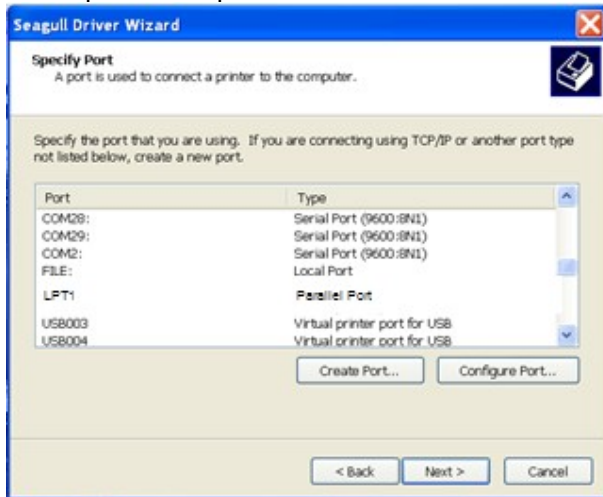 Seagull Driver Wizard
Specify Port
A port is used to connect a printer to the computer.
Specify the port that you are using. If you are connecting using TCP/IP or another port type
not listed below, create a new port.
Port Type
COM28: Serial Port (9600:8N1)
COM29: Serial Port (9600:8N1)
COM2: Serial Port (9600:8N1)
FILE: Local Port
LPT1 Parallel Port
USB003 Virtual printer port for USB
USB004 Virtual printer port for USB
Create Port... Configure Port...
< Back Next > Cancel